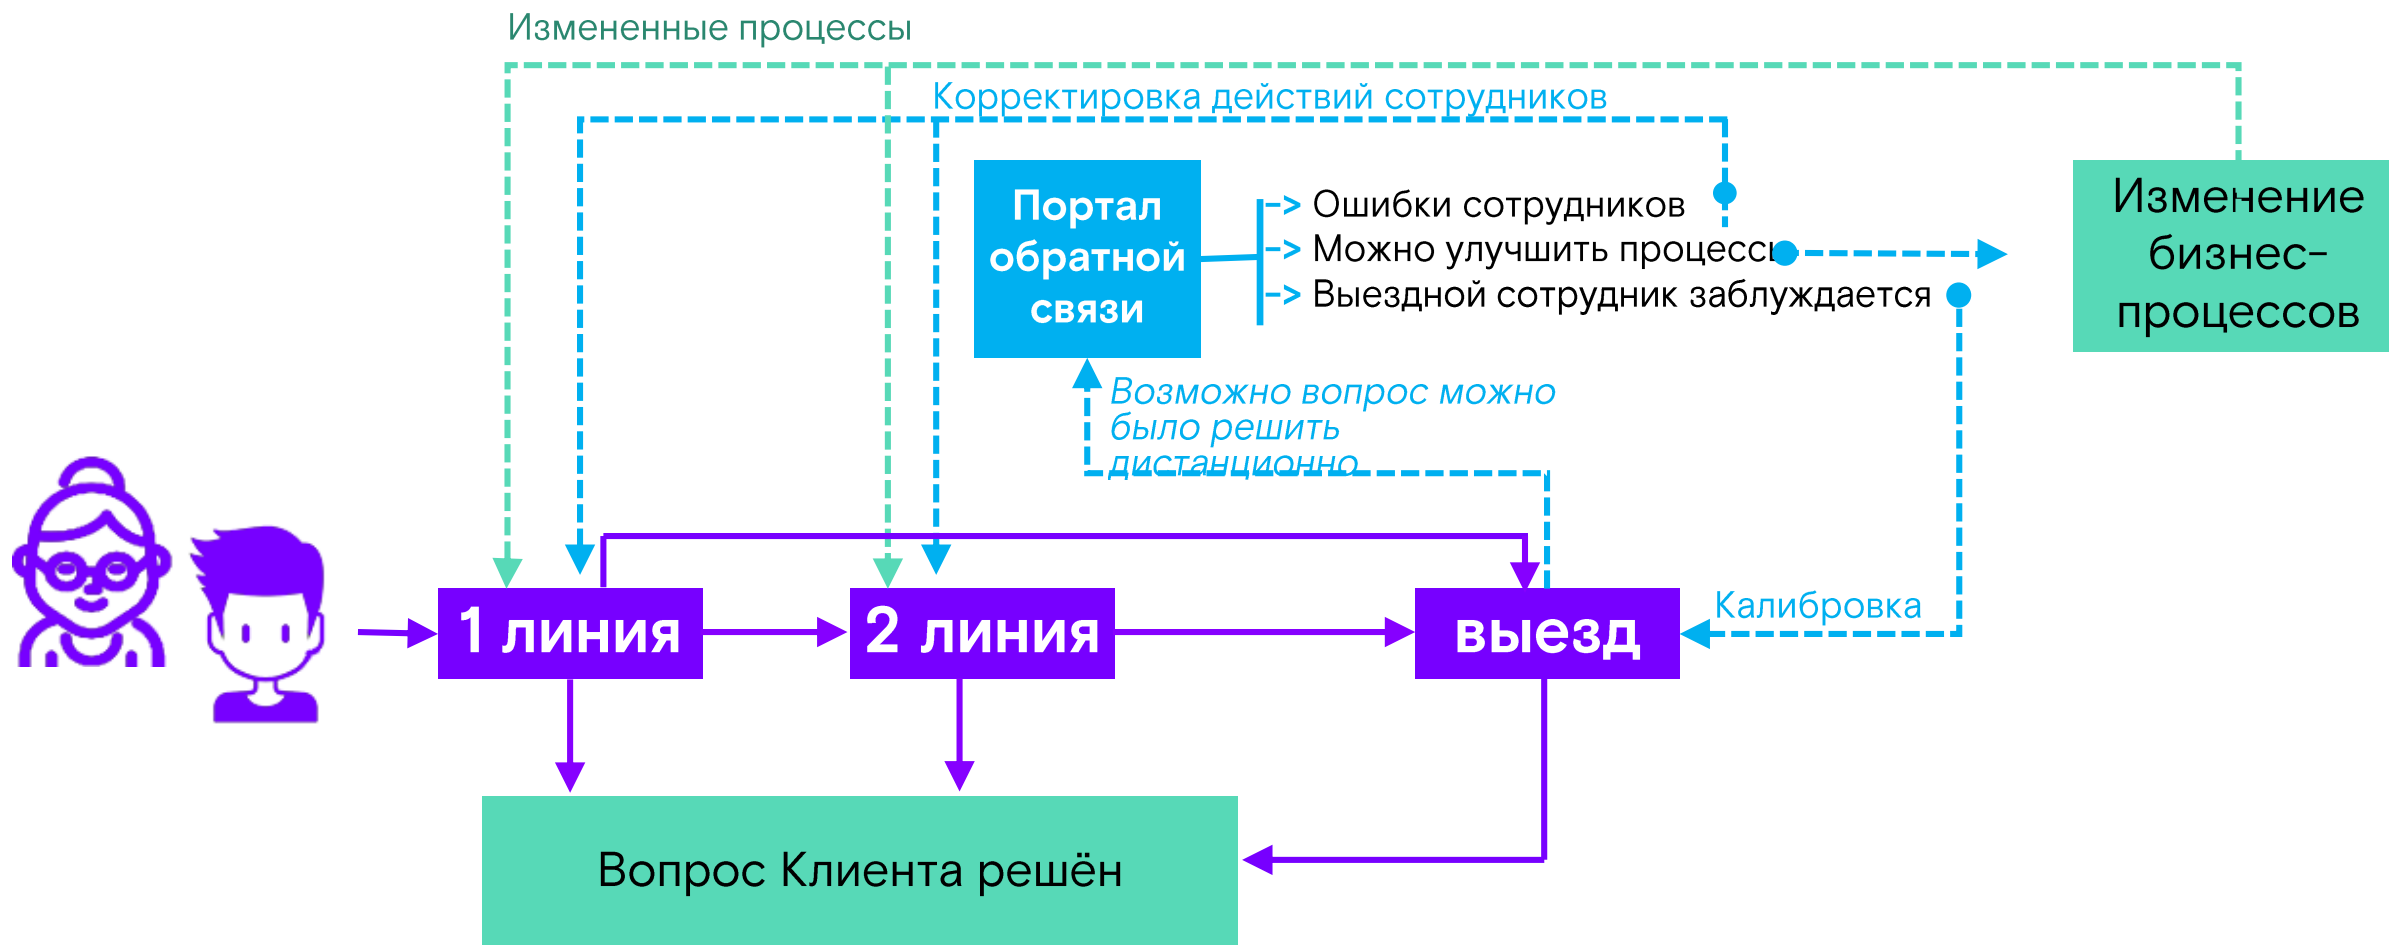 Измененные процессы
Корректировка действий сотрудников
Портал
обратной
связи
-> Ошибки сотрудников
-> Можно улучшить процессы
-> Выездной сотрудник заблуждается
Изменение
бизнес-
процессов
Возможно вопрос можно
было решить
дистанционно
1 линия
2 линия
выезд
Калибровка
Вопрос Клиента решён